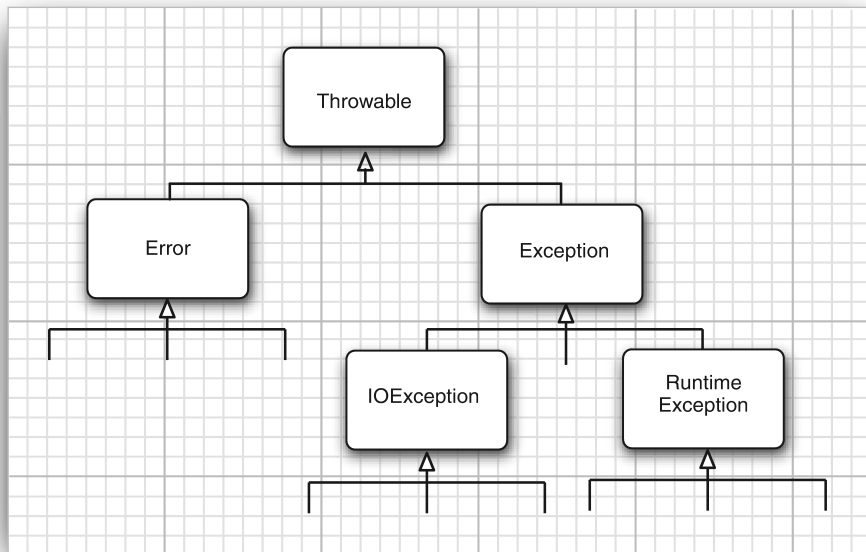 Throwable
Error
Exception
IOException
Runtime
Exception